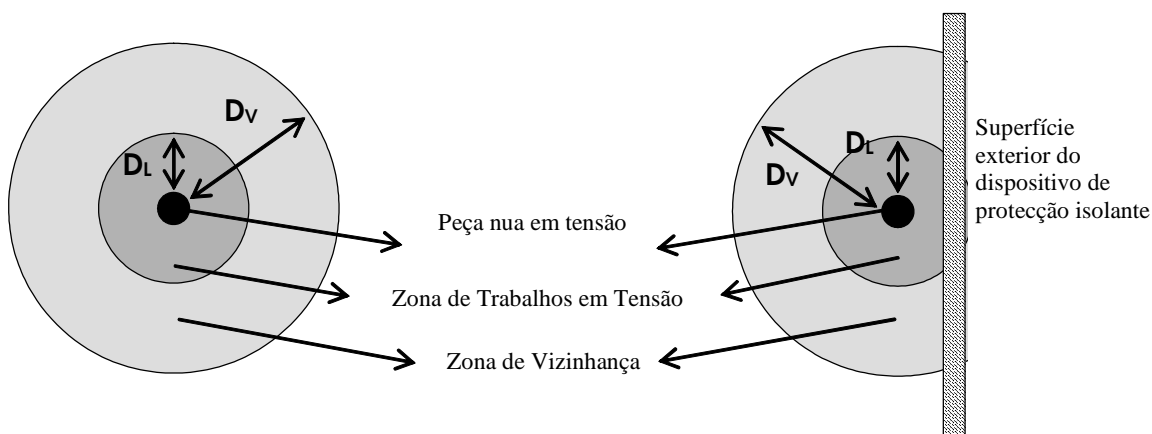 DV
DL
Peça nua em tensão
Zona de Trabalhos em Tensão
Zona de Vizinhança
DL
DV
Superfície
exterior do
dispositivo de
protecção isolante